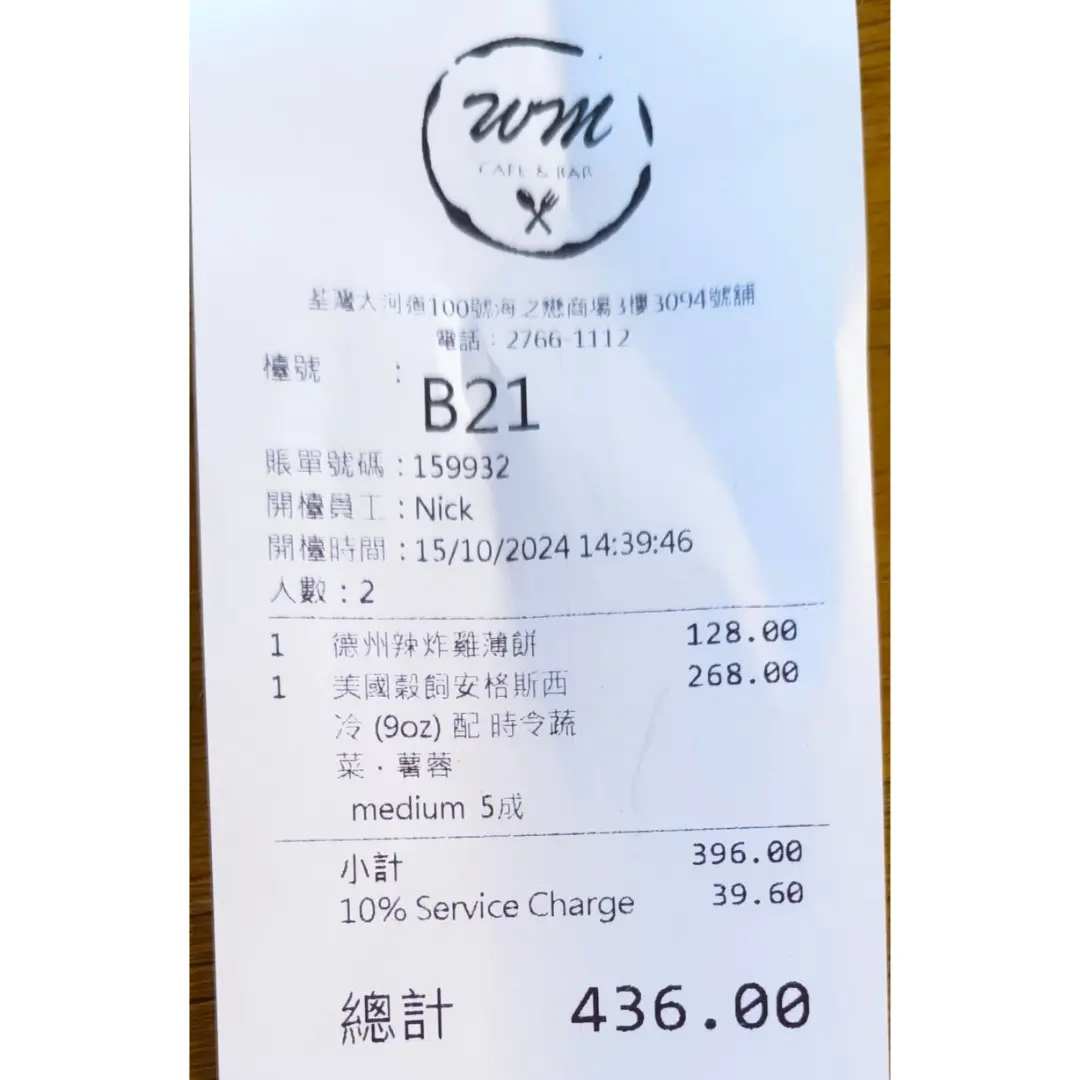 WM
CAFE & BAR
荃灣大河道100號海之戀商場3樓3094號舖
電話：2766-1112
檯號 :
B21
賬單號碼：159932
開檯員工：Nick
開檯時間：15/10/2024 14:39:46
人數：2
1 德州辣炸雞薄餅 128.00
1 美國穀飼安格斯西 268.00
冷 (9oz) 配 時令蔬
菜．薯蓉
medium 5成
小計 396.00
10% Service Charge 39.60
總計 436.00